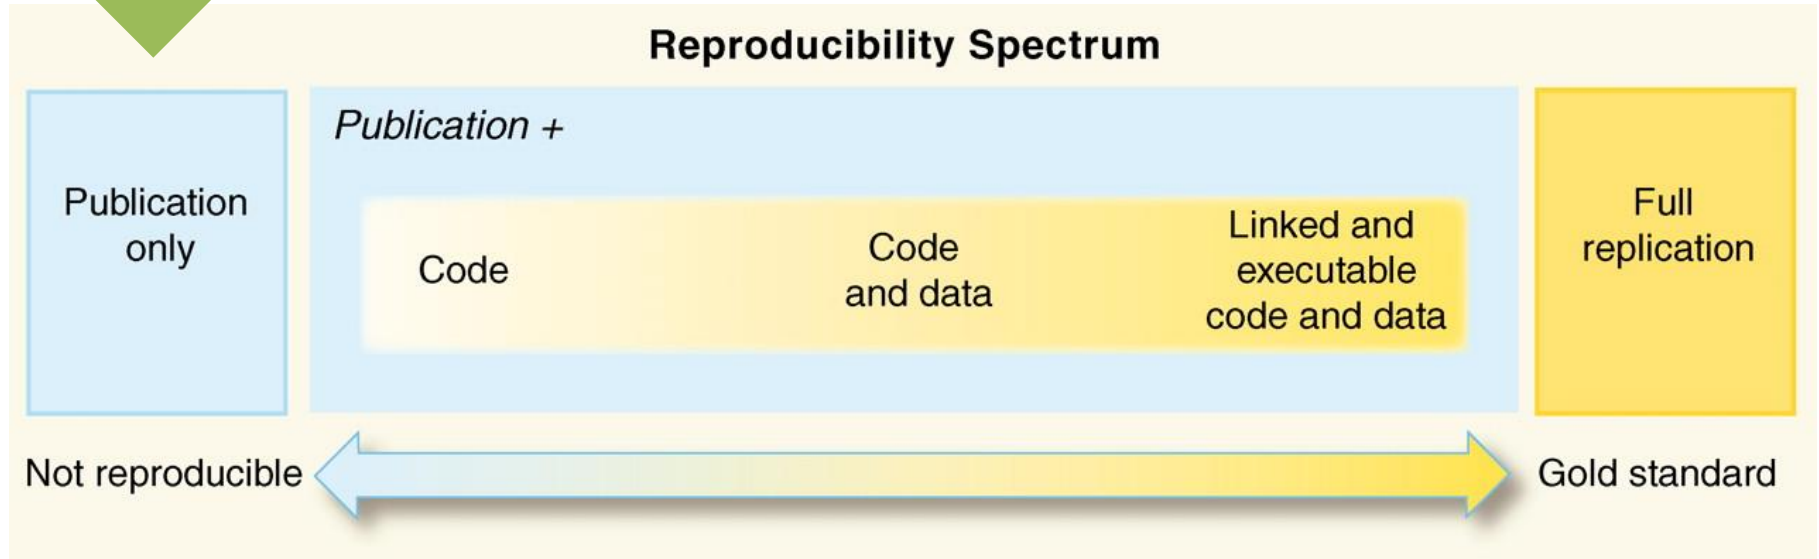 Reproducibility Spectrum
Publication
only
Publication +
Code
Code
and data
Linked and
executable
code and data
Full
replication
Not reproducible
Gold standard